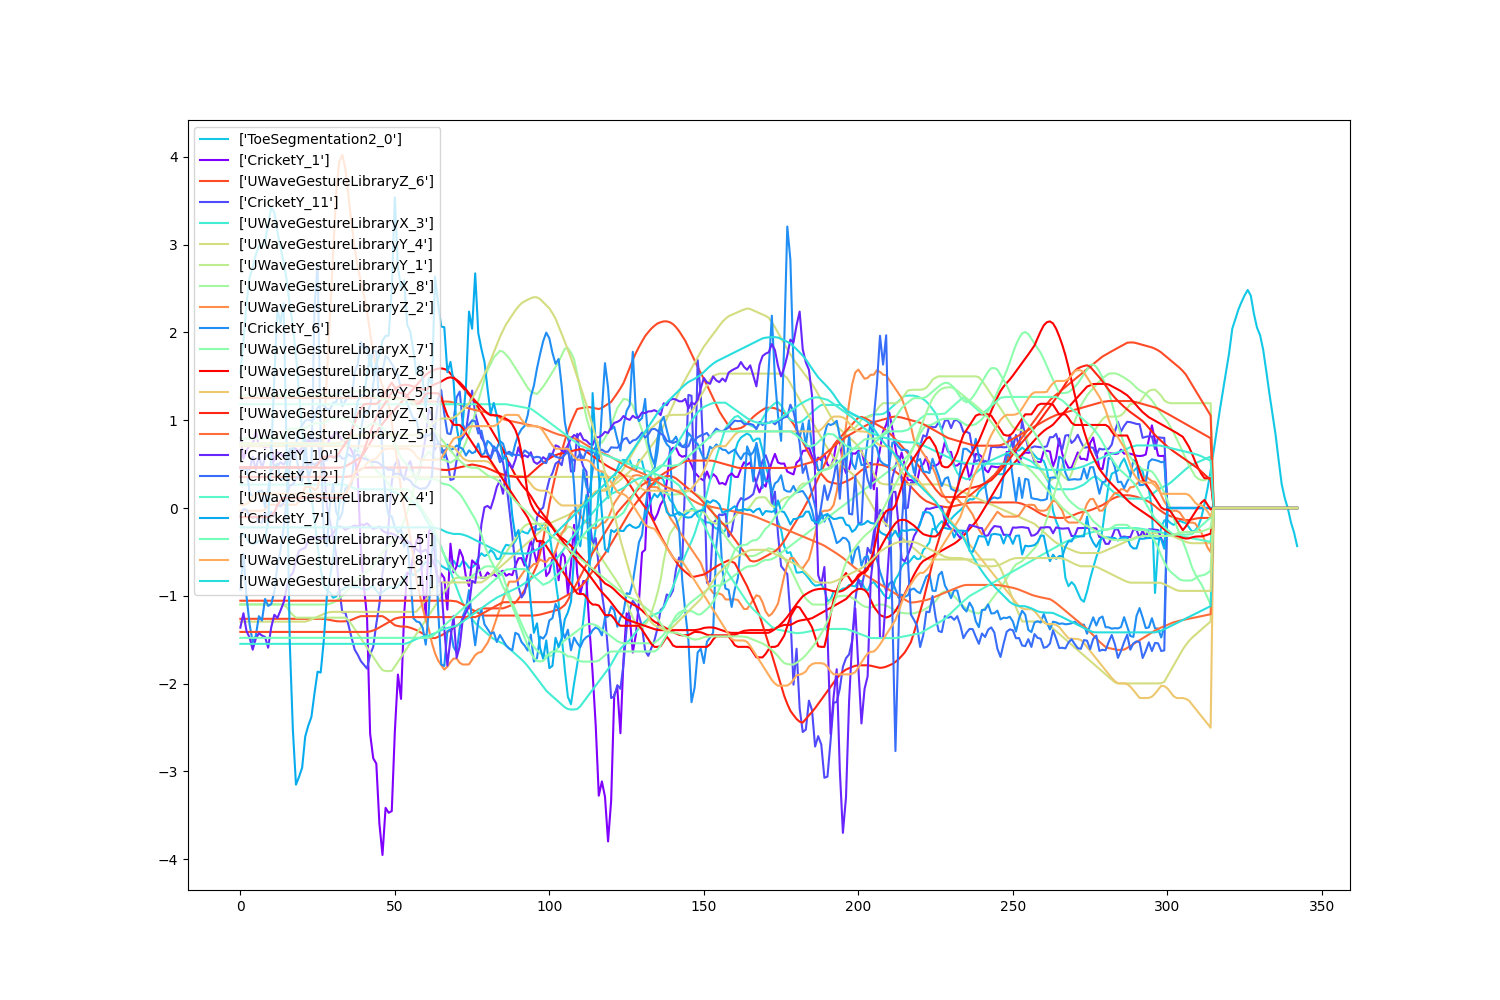 ['ToeSegmentation2_0']
['CricketY_1']
['UWaveGestureLibraryZ_6']
['CricketY_11']
['UWaveGestureLibraryX_3']
['UWaveGestureLibraryY_4']
['UWaveGestureLibraryY_1']
['UWaveGestureLibraryX_8']
['UWaveGestureLibraryZ_2']
['CricketY_6']
['UWaveGestureLibraryX_7']
['UWaveGestureLibraryZ_8']
['UWaveGestureLibraryY_5']
['UWaveGestureLibraryZ_7']
['UWaveGestureLibraryZ_5']
['CricketY_10']
['CricketY_12']
['UWaveGestureLibraryX_4']
['CricketY_7']
['UWaveGestureLibraryX_5']
['UWaveGestureLibraryY_8']
['UWaveGestureLibraryX_1']
4
3
2
1
0
−1
−2
−3
−4
0 50 100 150 200 250 300 350